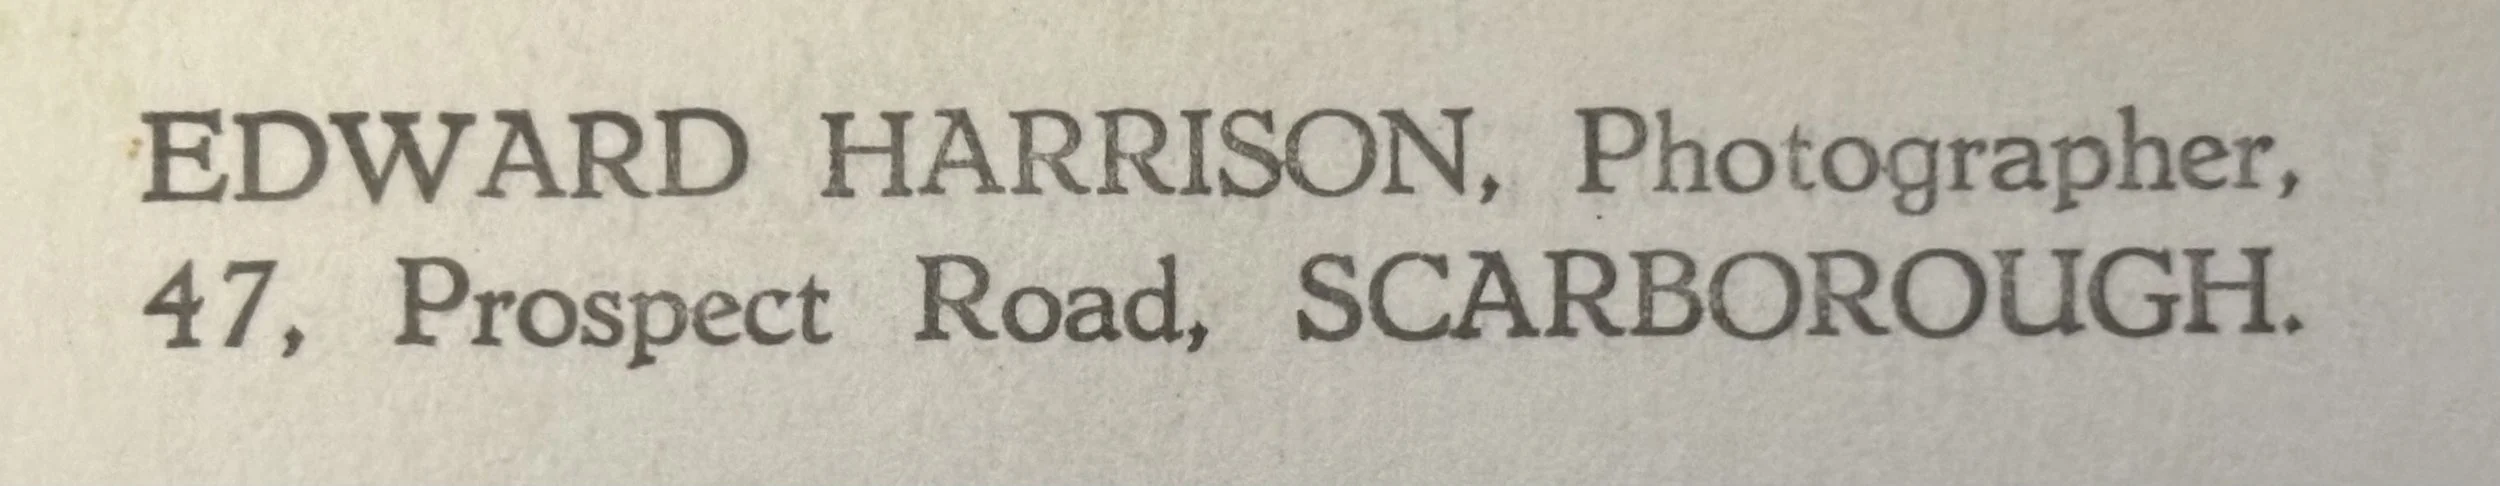 EDWARD HARRISON, Photographer,
47, Prospect Road, SCARBOROUGH.